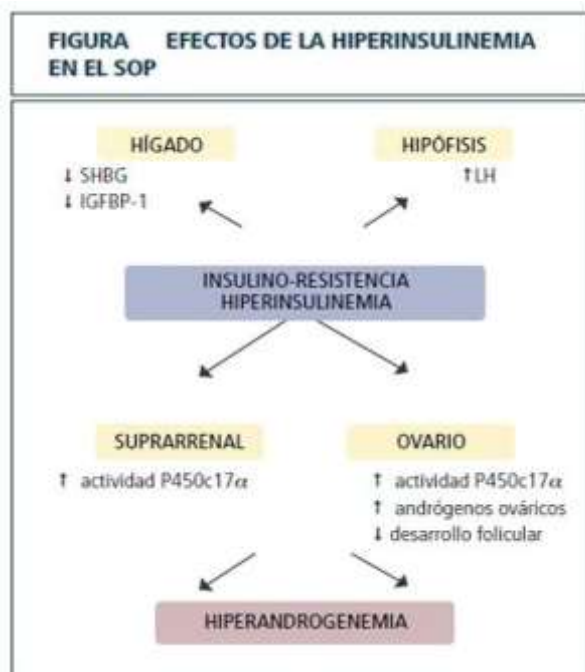 FIGURA EFECTOS DE LA HIPERINSULINEMIA
EN EL SOP
HÍGADO
↓ SHBG
↓ IGFBP-1
HIPÓFISIS
↑LH
INSULINO-RESISTENCIA
HIPERINSULINEMIA
SUPRARRENAL
↑ actividad P450c17α
OVARIO
↑ actividad P450c17α
↑ andrógenos ováricos
↓ desarrollo folicular
HIPERANDROGENEMIA